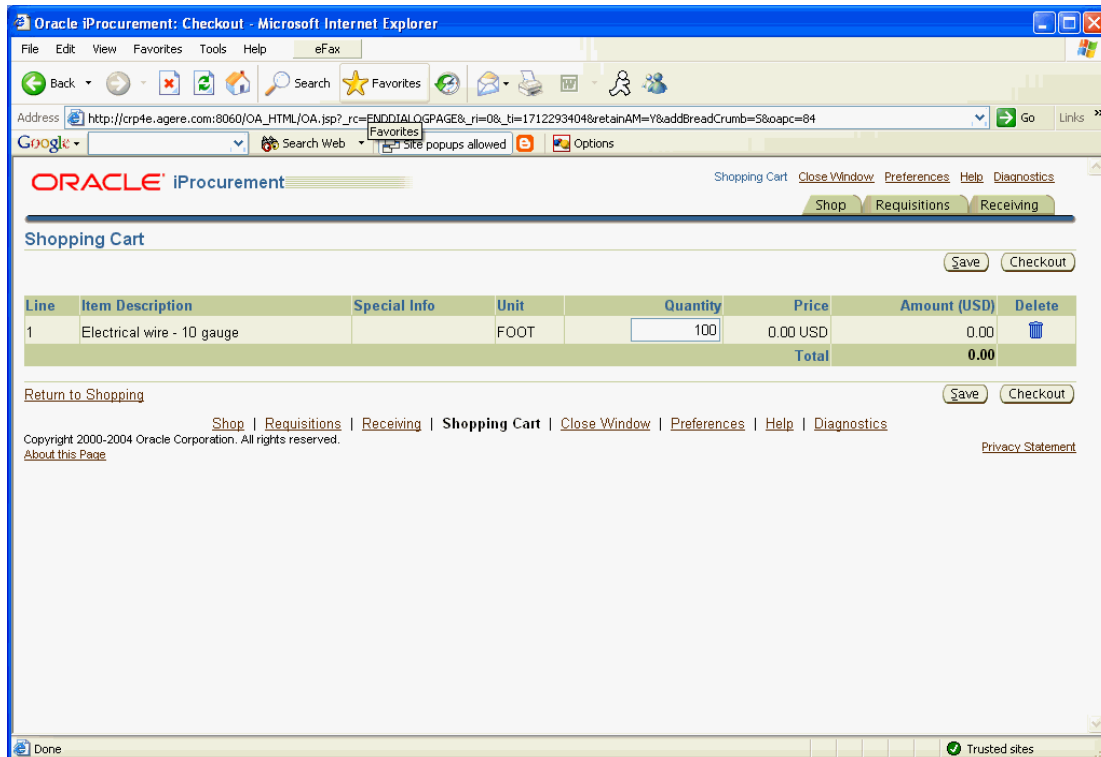 Oracle iProcurement: Checkout - Microsoft Internet Explorer
File Edit View Favorites Tools Help eFax
Back Search Favorites
Address http://crp4e.agere.com:8060/OA_HTML/OA.jsp?_rc=ENDDIALOGPAGE&_ri=0&_ti=1712293404&retainAM=Y&addBreadCrumb=S&oapc=84 Go Links »
Favorites
Google Search Web Site popups allowed Options
ORACLE iProcurement Shopping Cart Close Window Preferences Help Diagnostics
Shop Requisitions Receiving
Shopping Cart
Save Checkout
Line Item Description Special Info Unit Quantity Price Amount (USD) Delete
1 Electrical wire - 10 gauge FOOT 100 0.00 USD 0.00
Total 0.00
Return to Shopping Save Checkout
Shop | Requisitions | Receiving | Shopping Cart | Close Window | Preferences | Help | Diagnostics
Copyright 2000-2004 Oracle Corporation. All rights reserved.
About this Page Privacy Statement
Done Trusted sites